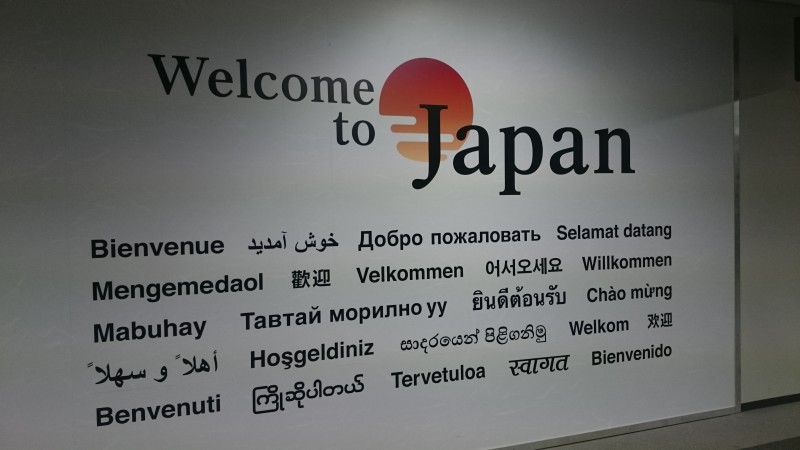 Welcome
to Japan
Bienvenue خوش آمدید Добро пожаловать Selamat datang
Mengemedaol 歡迎 Velkommen 어서오세요 Willkommen
Mabuhay Тавтай морилно уу ยินดีต้อนรับ Chào mừng
أهلاً و سهلاً Hoşgeldiniz සාදරයෙන් පිළිගනිමු Welkom 欢迎
Benvenuti ကြိုဆိုပါတယ် Tervetuloa स्वागत Bienvenido